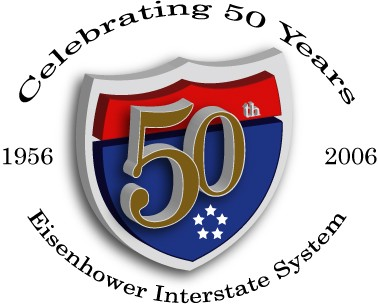 Celebrating 50 Years
50th
1956
2006
Eisenhower Interstate System